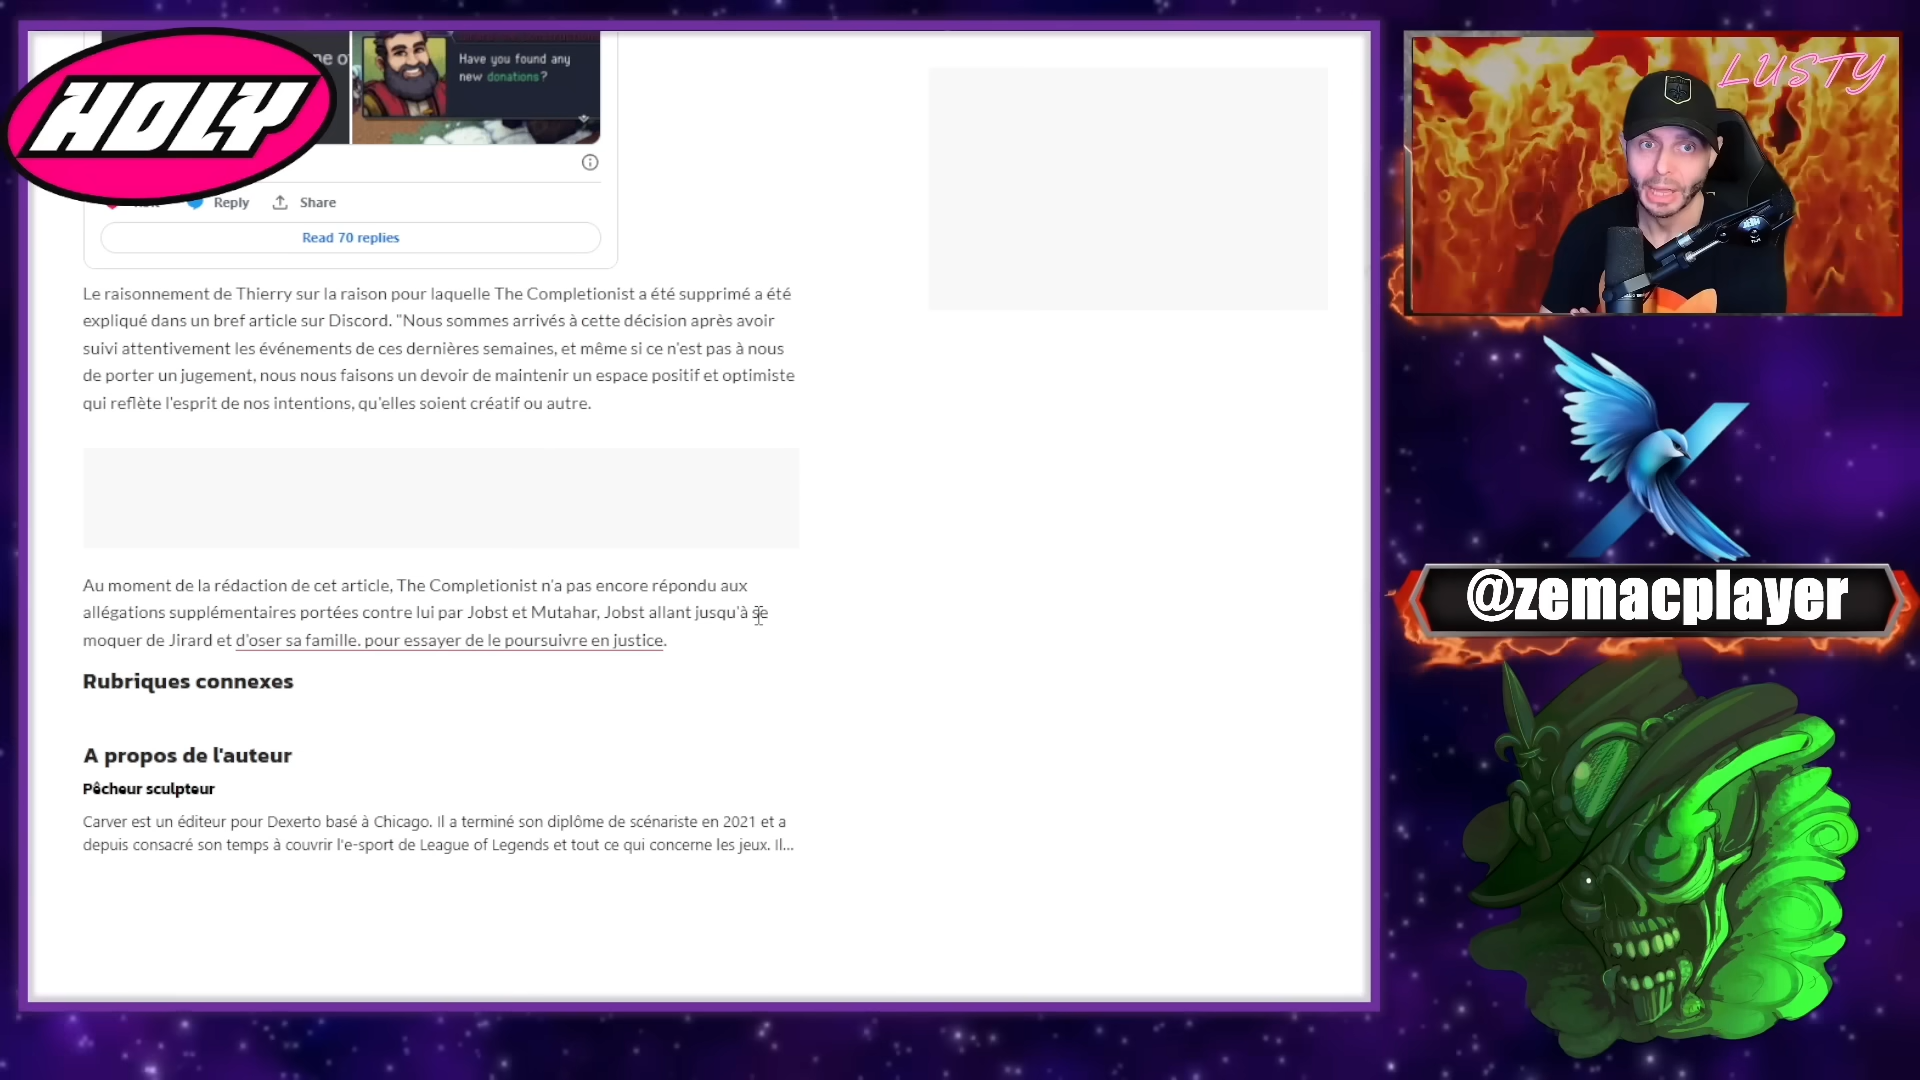 HOLY
Have you found any
new donations?
Reply
Share
Read 70 replies
Le raisonnement de Thierry sur la raison pour laquelle The Completionist a été supprimé a été
expliqué dans un bref article sur Discord. "Nous sommes arrivés à cette décision après avoir
suivi attentivement les événements de ces dernières semaines, et même si ce n'est pas à nous
de porter un jugement, nous nous faisons un devoir de maintenir un espace positif et optimiste
qui reflète l'esprit de nos intentions, qu'elles soient créatif ou autre.
Au moment de la rédaction de cet article, The Completionist n'a pas encore répondu aux
allégations supplémentaires portées contre lui par Jobst et Mutahar, Jobst allant jusqu'à se
moquer de Jirard et d'oser sa famille. pour essayer de le poursuivre en justice.
Rubriques connexes
A propos de l'auteur
Pêcheur sculpteur
Carver est un éditeur pour Dexerto basé à Chicago. Il a terminé son diplôme de scénariste en 2021 et a
depuis consacré son temps à couvrir l'e-sport de League of Legends et tout ce qui concerne les jeux. Il...
LUSTY
@zemacplayer